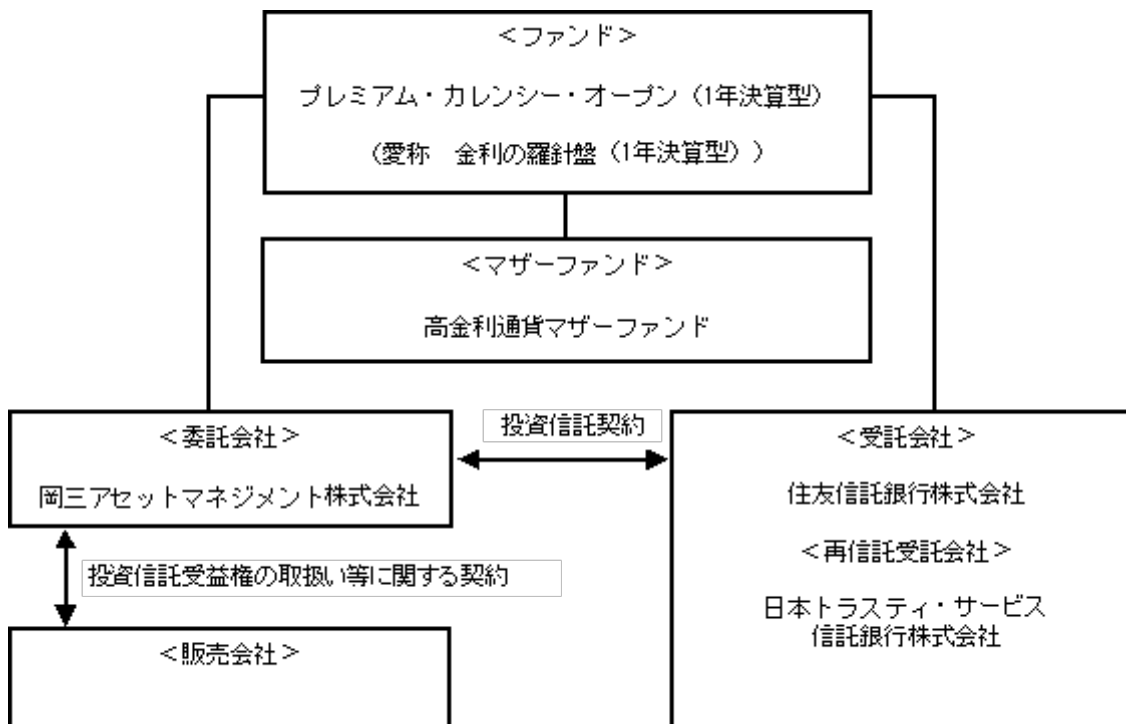 ＜ファンド＞
プレミアム・カレンシー・オープン（1年決算型）
（愛称　金利の羅針盤（1年決算型））
＜マザーファンド＞
高金利通貨マザーファンド
＜委託会社＞
岡三アセットマネジメント株式会社
投資信託契約
＜受託会社＞
住友信託銀行株式会社
＜再信託受託会社＞
日本トラスティ・サービス
信託銀行株式会社
投資信託受益権の取扱い等に関する契約
＜販売会社＞